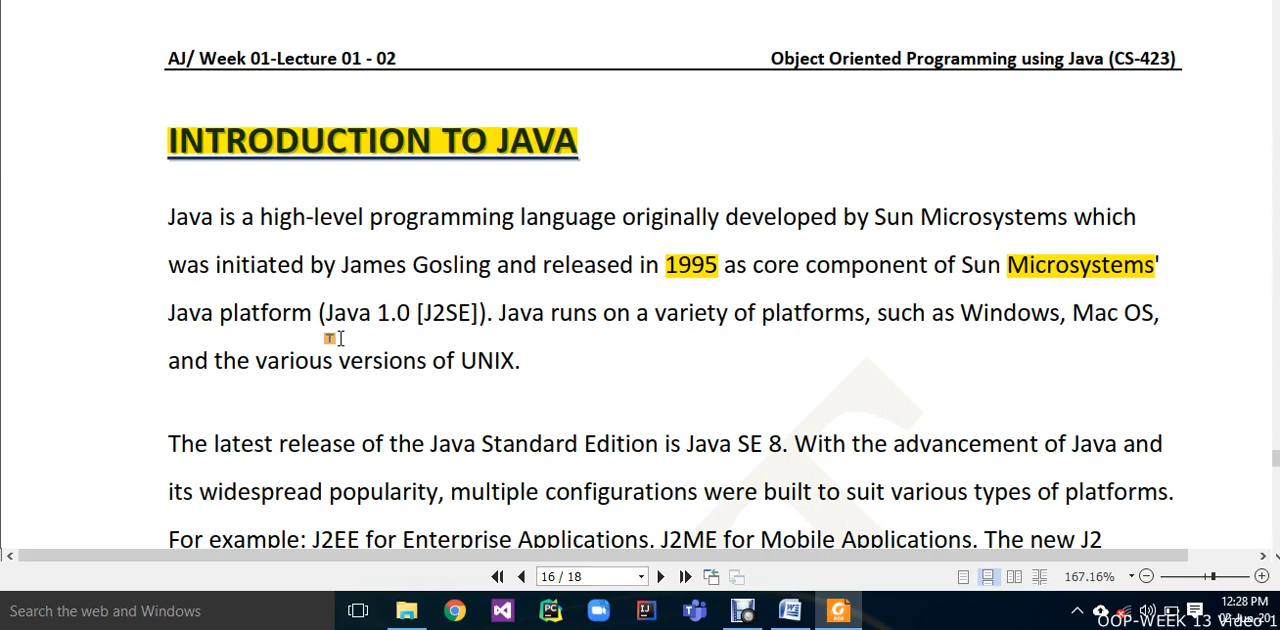 AJ/ Week 01-Lecture 01 - 02
Object Oriented Programming using Java (CS-423)
INTRODUCTION TO JAVA
Java is a high-level programming language originally developed by Sun Microsystems which
was initiated by James Gosling and released in 1995 as core component of Sun Microsystems'
Java platform (Java 1.0 [J2SE]). Java runs on a variety of platforms, such as Windows, Mac OS,
T
and the various versions of UNIX.
The latest release of the Java Standard Edition is Java SE 8. With the advancement of Java and
its widespread popularity, multiple configurations were built to suit various types of platforms.
For example: J2EE for Enterprise Applications, J2ME for Mobile Applications. The new J2
16 / 18
167.16%
Search the web and Windows
PC
IJ
12:28 PM
OOP-WEEK 13 Video 1